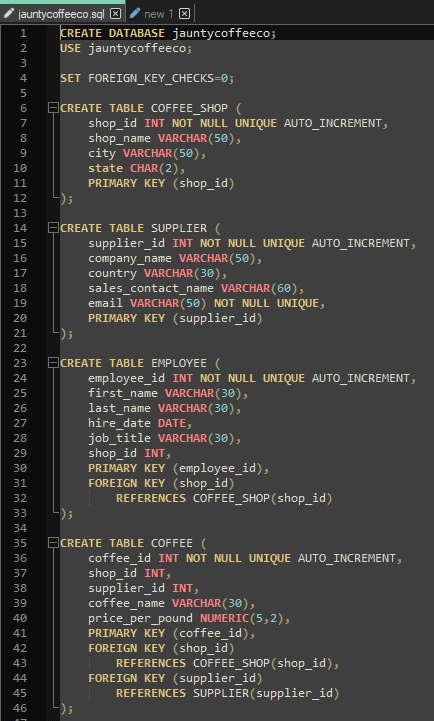 jauntycoffeeco.sql new 1
1 CREATE DATABASE jauntycoffeeco;
2 USE jauntycoffeeco;
3
4 SET FOREIGN_KEY_CHECKS=0;
5
6 CREATE TABLE COFFEE_SHOP (
7 shop_id INT NOT NULL UNIQUE AUTO_INCREMENT,
8 shop_name VARCHAR(50),
9 city VARCHAR(50),
10 state CHAR(2),
11 PRIMARY KEY (shop_id)
12 );
13
14 CREATE TABLE SUPPLIER (
15 supplier_id INT NOT NULL UNIQUE AUTO_INCREMENT,
16 company_name VARCHAR(50),
17 country VARCHAR(30),
18 sales_contact_name VARCHAR(60),
19 email VARCHAR(50) NOT NULL UNIQUE,
20 PRIMARY KEY (supplier_id)
21 );
22
23 CREATE TABLE EMPLOYEE (
24 employee_id INT NOT NULL UNIQUE AUTO_INCREMENT,
25 first_name VARCHAR(30),
26 last_name VARCHAR(30),
27 hire_date DATE,
28 job_title VARCHAR(30),
29 shop_id INT,
30 PRIMARY KEY (employee_id),
31 FOREIGN KEY (shop_id)
32 REFERENCES COFFEE_SHOP(shop_id)
33 );
34
35 CREATE TABLE COFFEE (
36 coffee_id INT NOT NULL UNIQUE AUTO_INCREMENT,
37 shop_id INT,
38 supplier_id INT,
39 coffee_name VARCHAR(30),
40 price_per_pound NUMERIC(5,2),
41 PRIMARY KEY (coffee_id),
42 FOREIGN KEY (shop_id)
43 REFERENCES COFFEE_SHOP(shop_id),
44 FOREIGN KEY (supplier_id)
45 REFERENCES SUPPLIER(supplier_id)
46 );